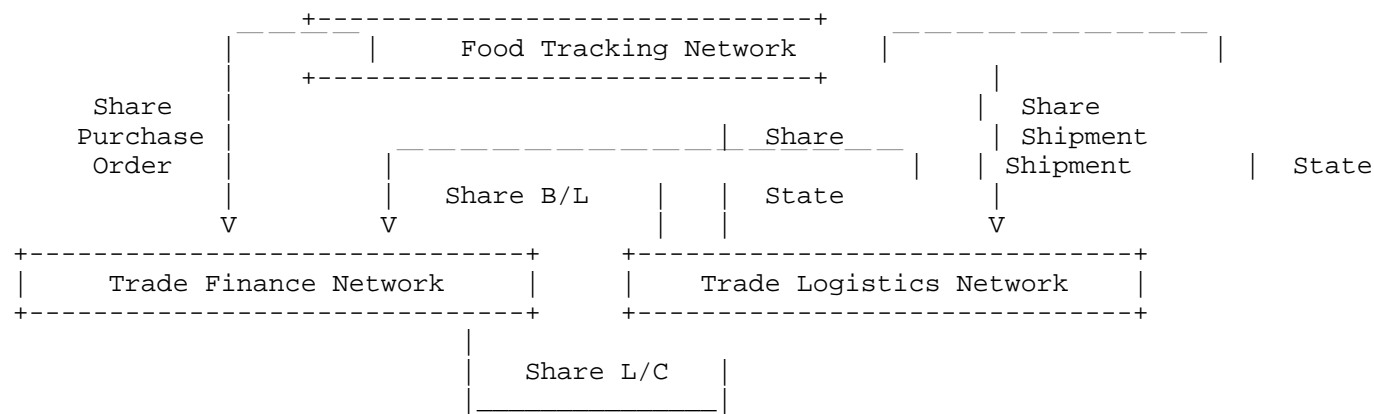 Food Tracking Network
Share Share
Purchase Share Shipment
Order Shipment State
Share B/L State
V V V
Trade Finance Network Trade Logistics Network
Share L/C